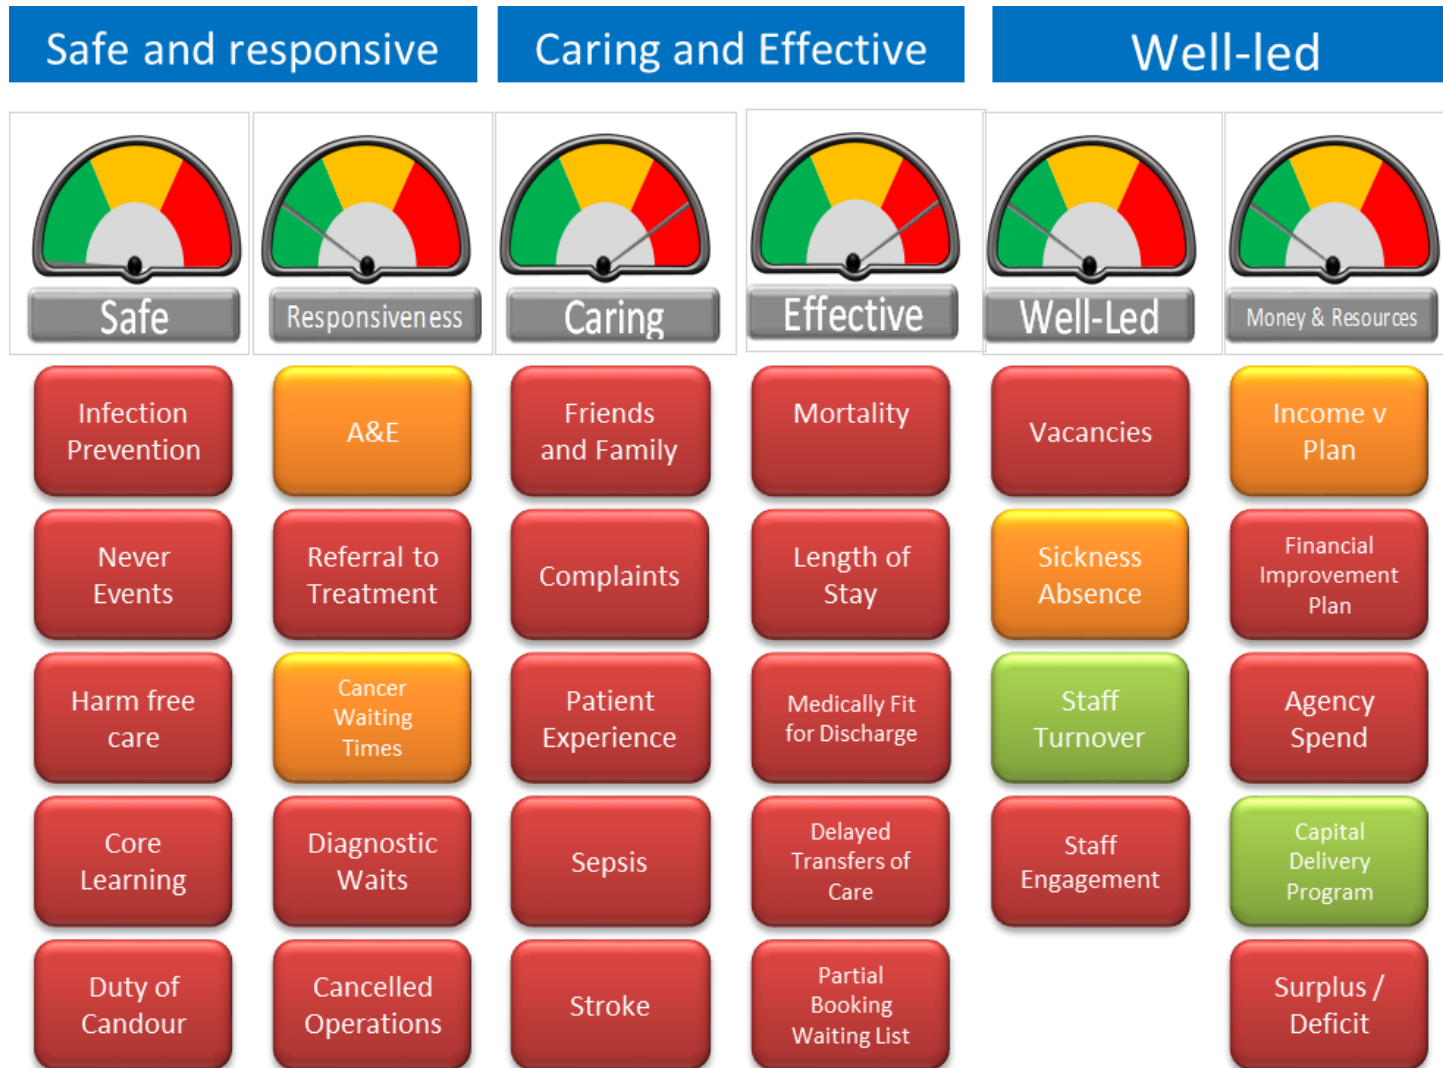 Safe and responsive
Caring and Effective
Well-led
Safe
Responsiveness
Caring
Effective
Well-Led
Money & Resources
Infection
Prevention
A&E
Friends
and Family
Mortality
Vacancies
Income v
Plan
Never
Events
Referral to
Treatment
Complaints
Length of
Stay
Sickness
Absence
Financial
Improvement
Plan
Harm free
care
Cancer
Waiting
Times
Patient
Experience
Medically Fit
for Discharge
Staff
Turnover
Agency
Spend
Core
Learning
Diagnostic
Waits
Sepsis
Delayed
Transfers of
Care
Staff
Engagement
Capital
Delivery
Program
Duty of
Candour
Cancelled
Operations
Stroke
Partial
Booking
Waiting List
Surplus /
Deficit